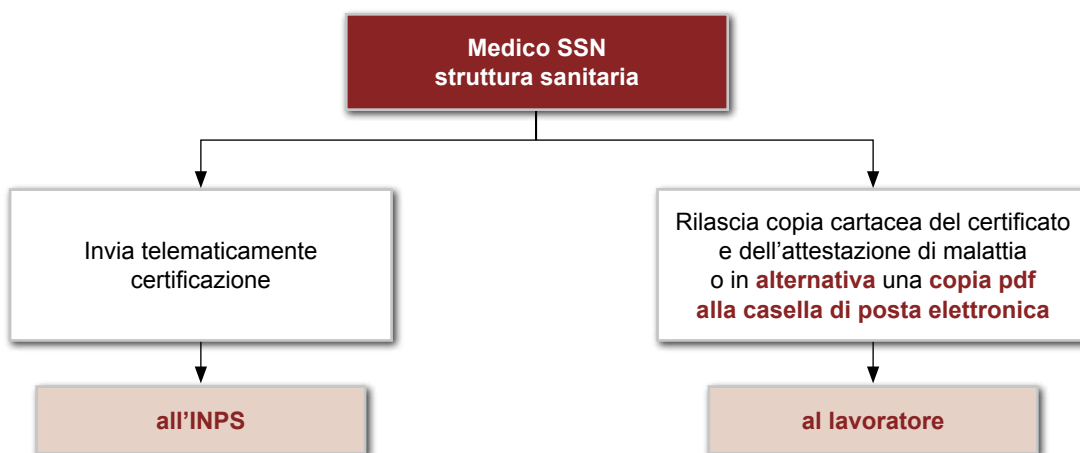 Medico SSN
struttura sanitaria
Invia telematicamente
certificazione
Rilascia copia cartacea del certificato
e dell’attestazione di malattia
o in alternativa una copia pdf
alla casella di posta elettronica
all’INPS
al lavoratore